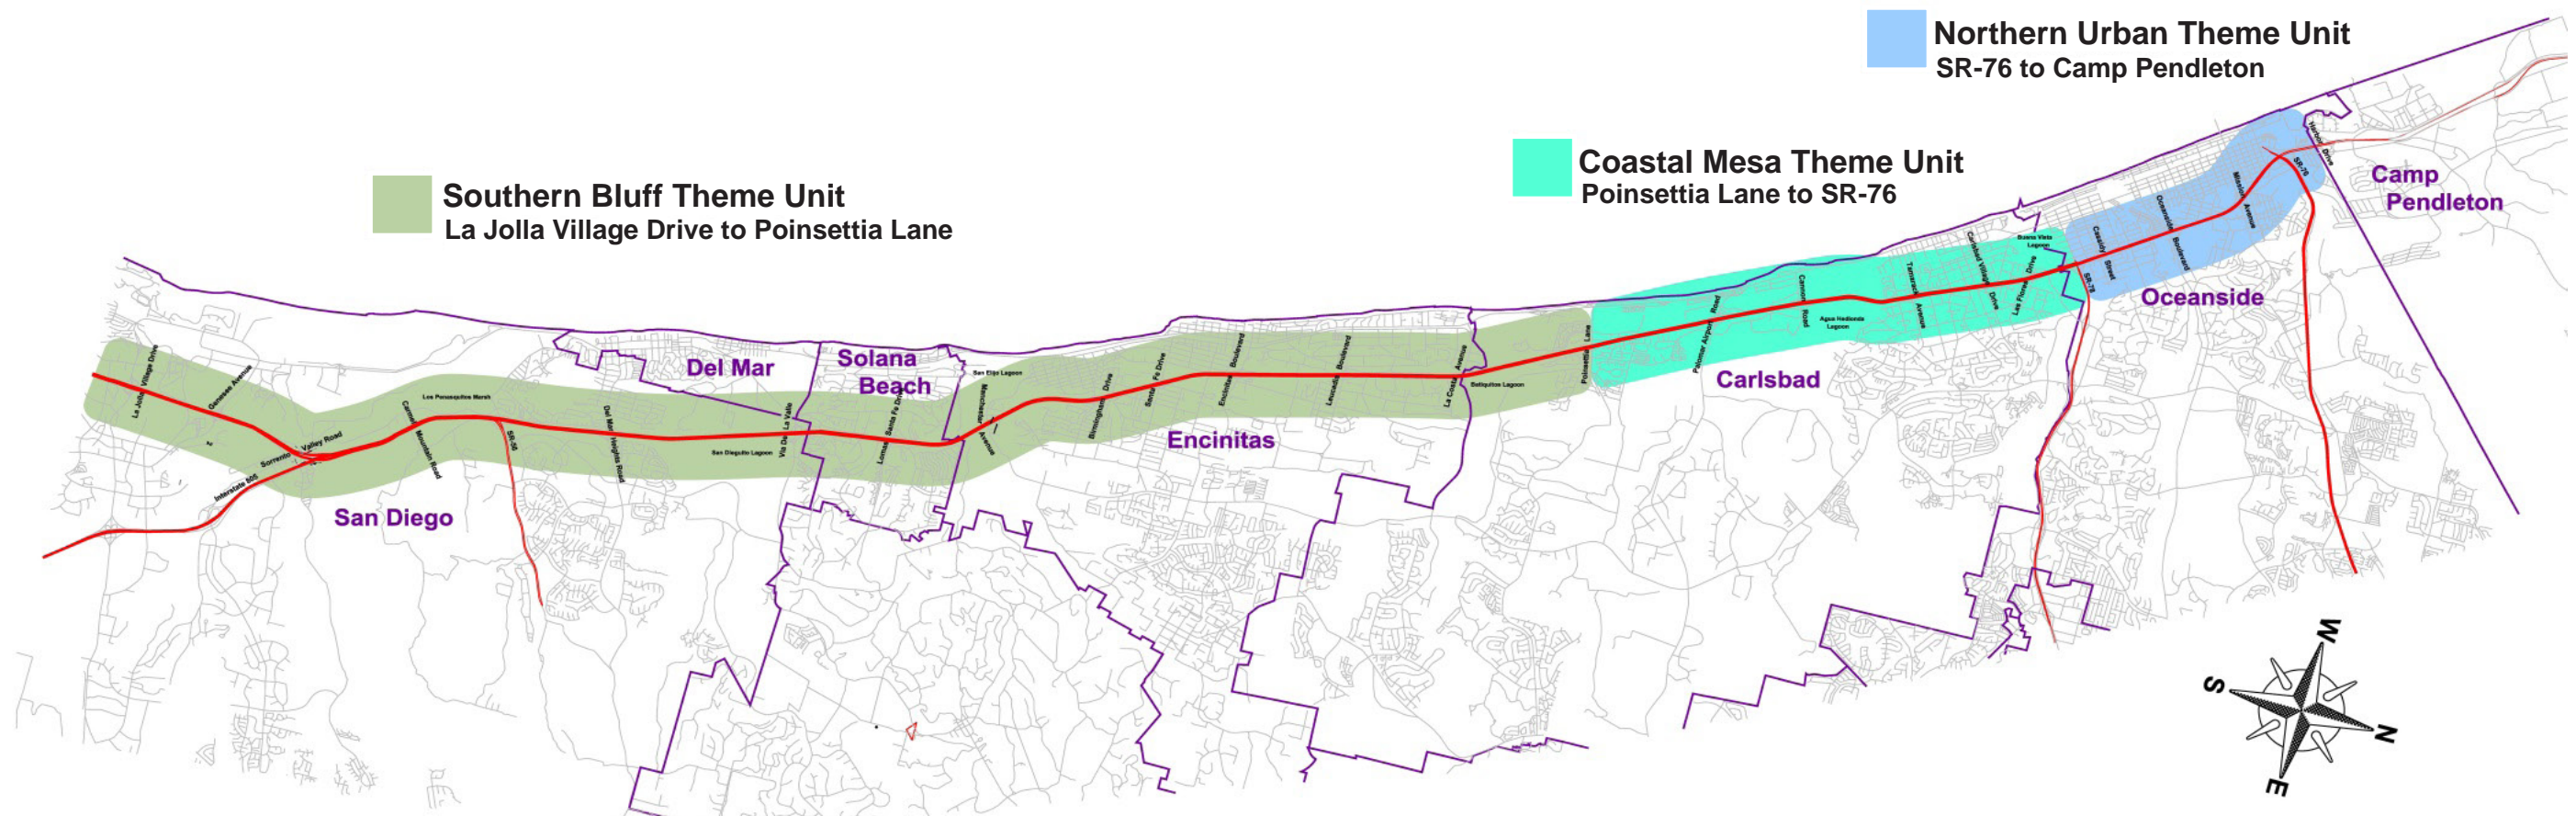 Northern Urban Theme Unit
SR-76 to Camp Pendleton
Coastal Mesa Theme Unit
Poinsettia Lane to SR-76
Southern Bluff Theme Unit
La Jolla Village Drive to Poinsettia Lane
Camp
Pendleton
Oceanside
Carlsbad
Encinitas
Solana
Beach
Del Mar
San Diego
La Jolla Village Drive
Genesee Avenue
Interstate 805
Sorrento Valley Road
Carmel Mountain Road
Los Penasquitos Marsh
SR-56
Del Mar Heights Road
San Dieguito Lagoon
Via De La Valle
Lomas Santa Fe Drive
San Elijo Lagoon
Manchester Avenue
Birmingham Drive
Santa Fe Drive
Encinitas Boulevard
Leucadia Boulevard
La Costa Avenue
Batiquitos Lagoon
Poinsettia Lane
Palomar Airport Road
Cannon Road
Agua Hedionda
Lagoon
Tamarack Avenue
Carlsbad Village Drive
Las Flores Drive
Buena Vista
Lagoon
SR-78
Cassidy Street
Oceanside Boulevard
Mission Avenue
SR-76
Harbor Drive
W
S
N
E